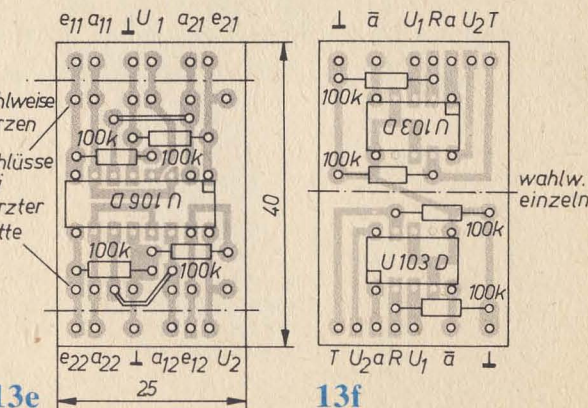 e11 a11 ⊥ U1 a21 e21
hlweise
rzen
hlüsse
rzter
tte
100k
100k
U 106 D
100k
100k
40
e22 a22 ⊥ a12 e12 U2
25
13e
⊥ a̅ U1 R a U2 T
100k
U 103 D
100k
wahlw.
einzeln
100k
U 103 D
100k
T U2 a R U1 a̅ ⊥
13f